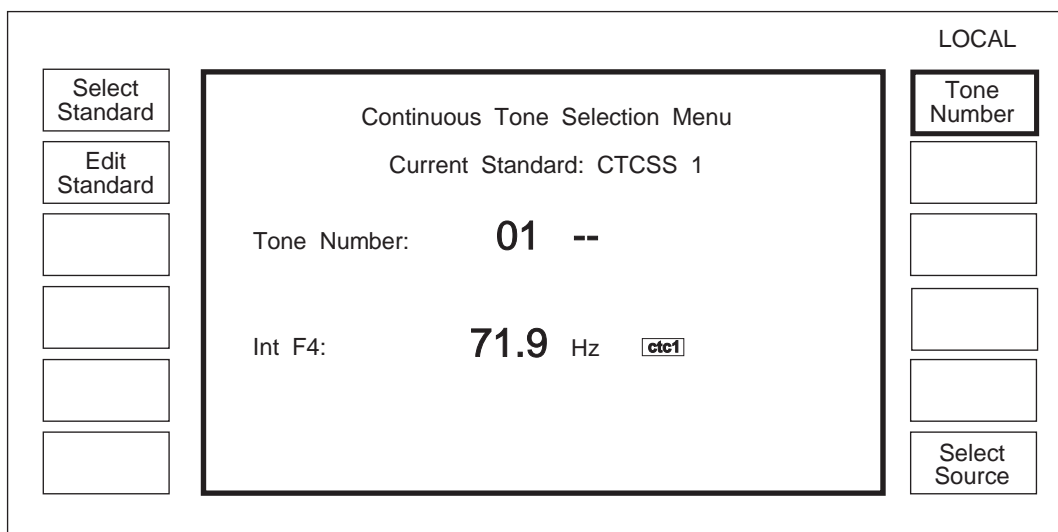 LOCAL
Select
Standard
Edit
Standard
Continuous Tone Selection Menu
Current Standard: CTCSS 1
Tone Number: 01 --
Int F4: 71.9 Hz ctc1
Tone
Number
Select
Source